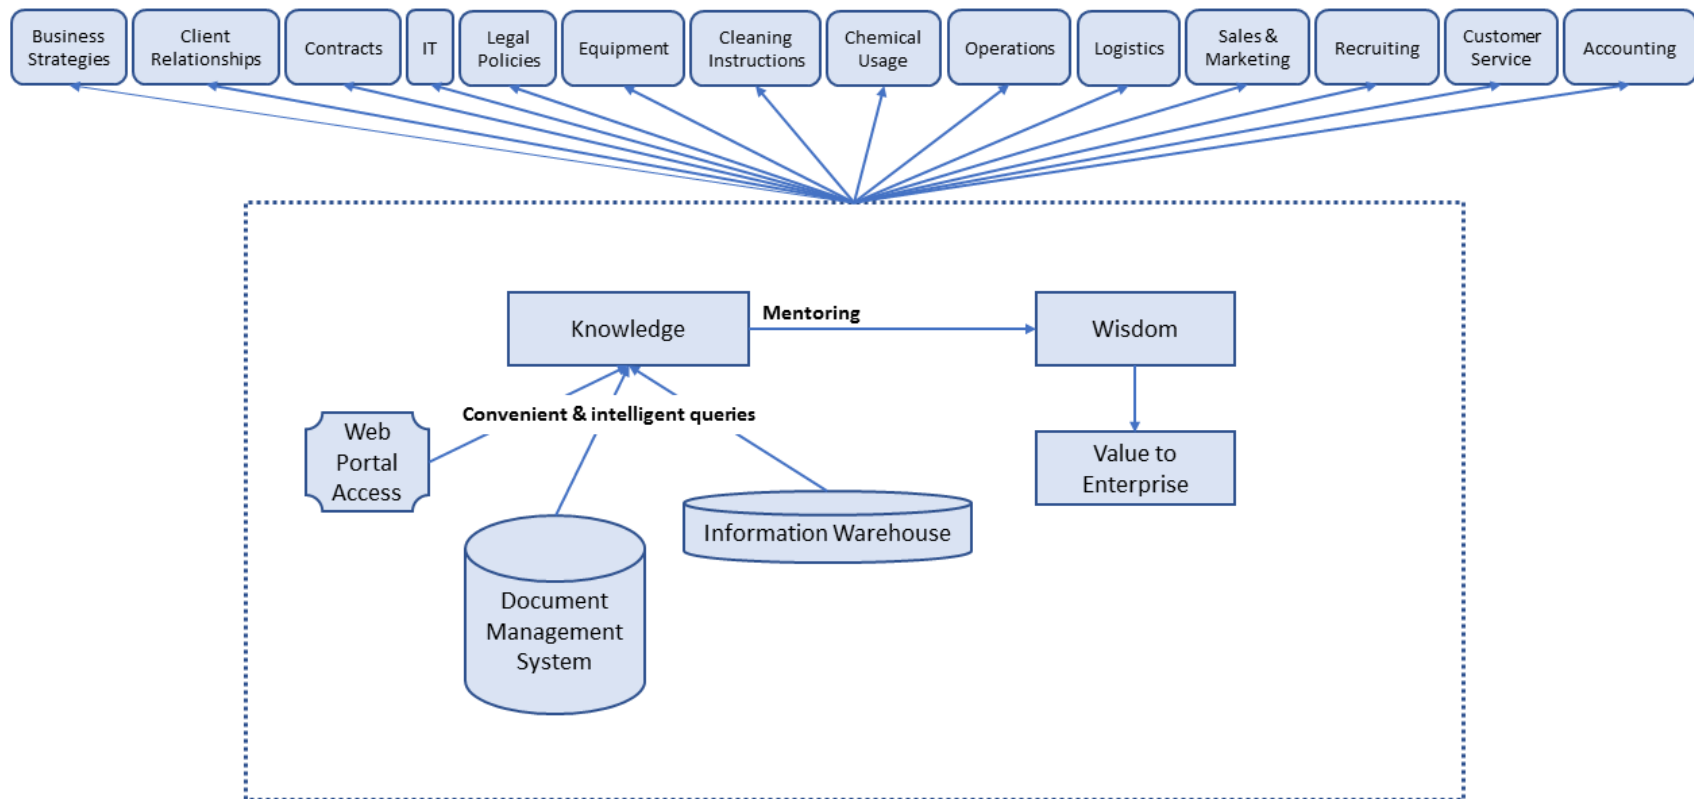 Business
Strategies
Client
Relationships
Contracts
IT
Legal
Policies
Equipment
Cleaning
Instructions
Chemical
Usage
Operations
Logistics
Sales &
Marketing
Recruiting
Customer
Service
Accounting
Knowledge
Mentoring
Wisdom
Convenient & intelligent queries
Web
Portal
Access
Value to
Enterprise
Information Warehouse
Document
Management
System